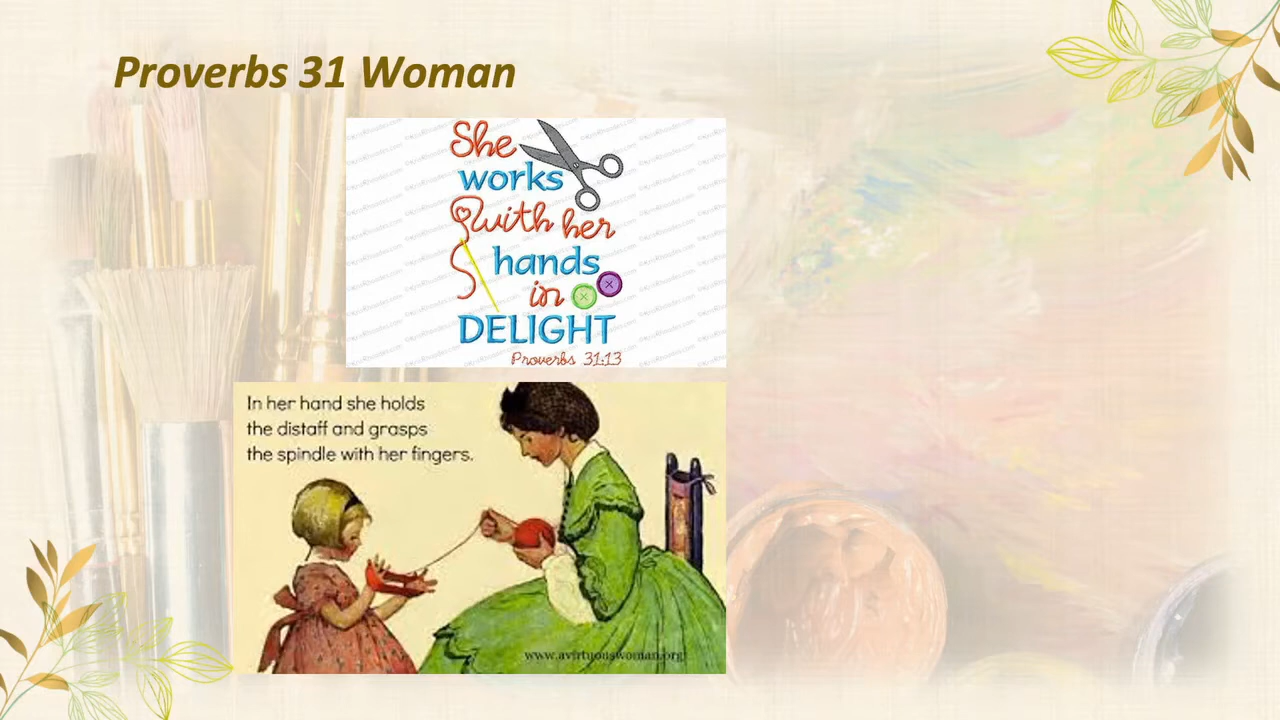 Proverbs 31 Woman
She
works
with her
hands
in
DELIGHT
Proverbs 31:13
In her hand she holds
the distaff and grasps
the spindle with her fingers.
www.avirtuouswoman.org